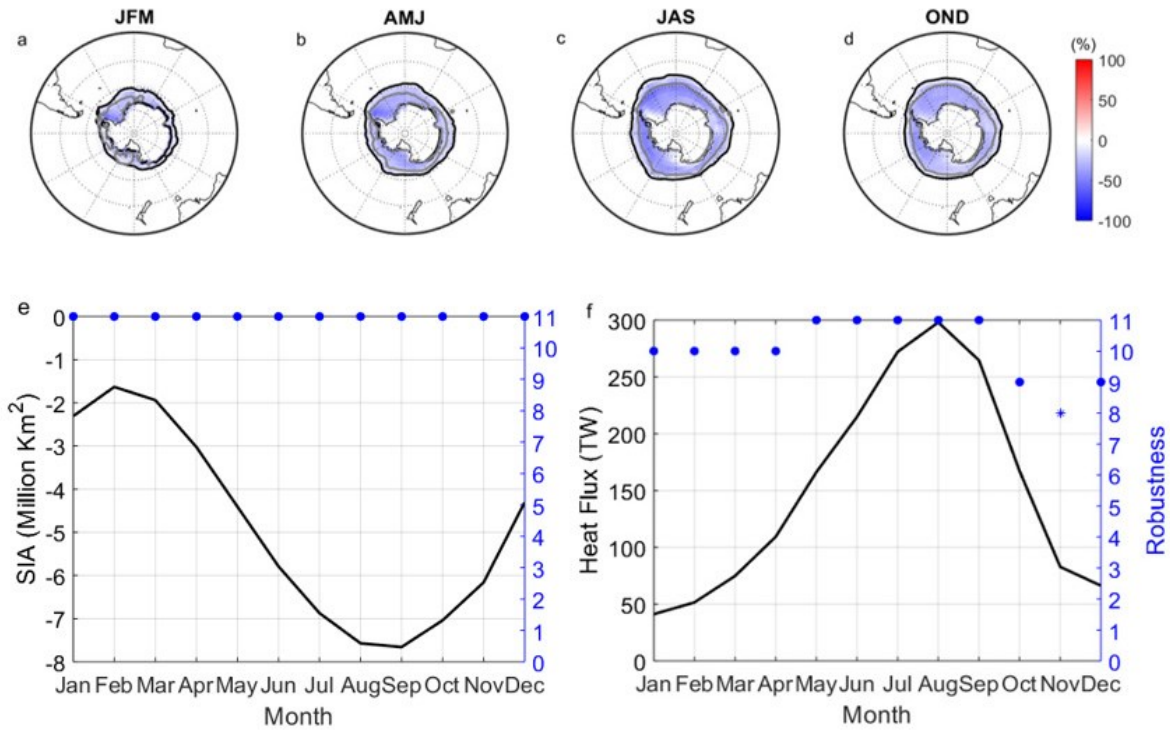 JFM AMJ JAS OND
a b c d (%)
100
50
0
-50
-100
e f
0 11 300 11
-1 10 10
-2 9 250 9
-3 8 200 8
-4 7 7
-5 6 150 6
-6 5 5
-7 4 100 4
-8 3 3
2 50 2
1 1
0 0 0
SIA (Million Km²)
Heat Flux (TW)
Robustness
Jan Feb Mar Apr May Jun Jul Aug Sep Oct Nov Dec
Month
Jan Feb Mar Apr May Jun Jul Aug Sep Oct Nov Dec
Month